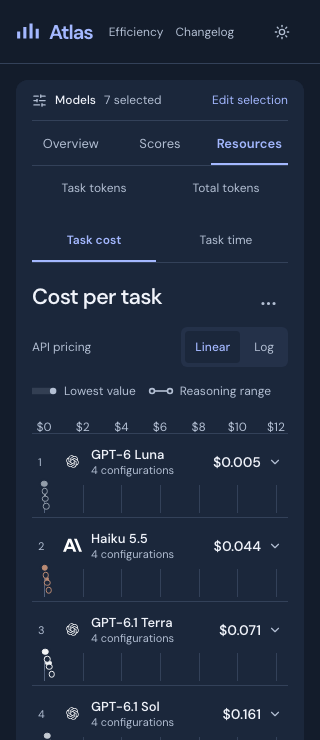 Atlas Efficiency Changelog
Models 7 selected Edit selection
Overview Scores Resources
Task tokens Total tokens
Task cost Task time
Cost per task ...
API pricing Linear Log
Lowest value Reasoning range
$0 $2 $4 $6 $8 $10 $12
1 GPT-6 Luna $0.005
4 configurations
2 Haiku 5.5 $0.044
4 configurations
3 GPT-6.1 Terra $0.071
4 configurations
4 GPT-6.1 Sol $0.161
4 configurations